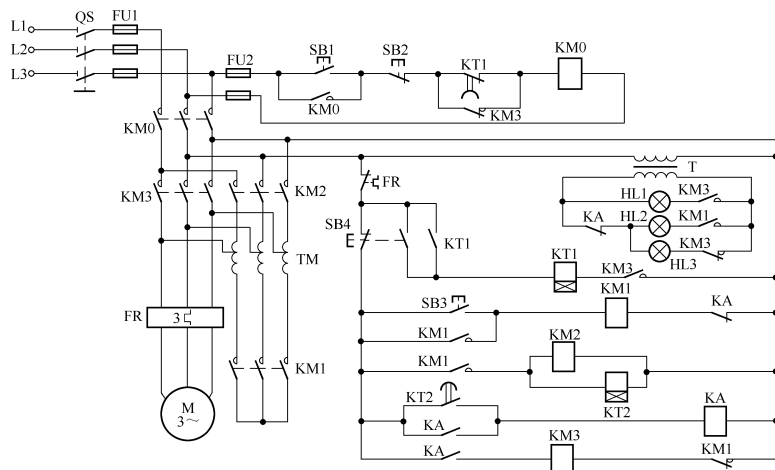 QS
FU1
L1
L2
L3
FU2
SB1
SB2
KT1
KM0
KM0
KM3
KM0
T
KM3
KM2
FR
HL1
KM3
KA
HL2
KM1
KM3
HL3
SB4
KT1
TM
KT1
KM3
FR
3
SB3
KM1
KA
KM1
KM1
KM1
KM2
M
3～
KT2
KT2
KA
KA
KA
KM3
KM1